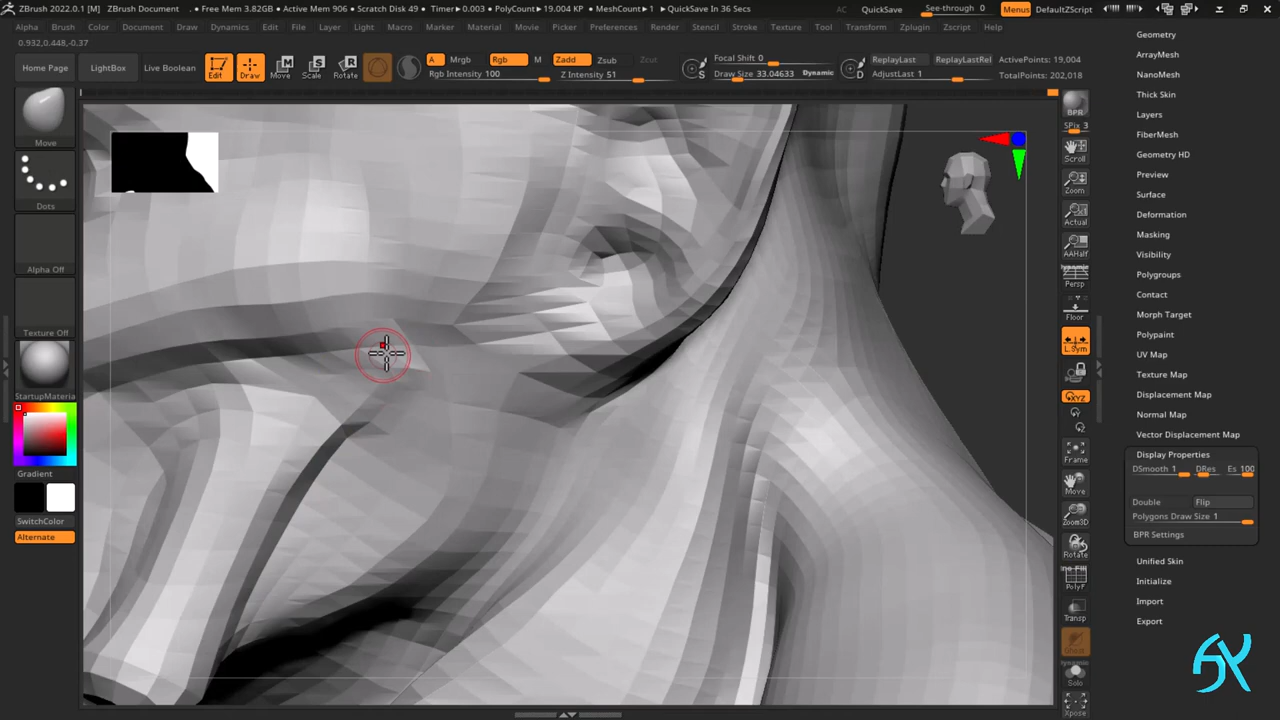 ZBrush 2022.0.1 [M] ZBrush Document . • Free Mem 3.82GB • Active Mem 906 • Scratch Disk 49 • Timer▸0.003 • PolyCount▸19.004 KP • MeshCount▸1 • QuickSave In 36 Secs AC QuickSave See-through 0 Menus DefaultZScript
Alpha Brush Color Document Draw Dynamics Edit File Layer Light Macro Marker Material Movie Picker Preferences Render Stencil Stroke Texture Tool Transform Zplugin Zscript Help
0.932,0.448,-0.37
Home Page LightBox Live Boolean Edit Draw Move Scale Rotate A Mrgb Rgb M Zadd Zsub Zcut
Rgb Intensity 100 Z Intensity 51
S Focal Shift 0
Draw Size 33.04633
D ReplayLast ReplayLastRel
AdjustLast 1
ActivePoints: 19,004
TotalPoints: 202,018
Move
Dots
Alpha Off
Texture Off
StartupMateria
Gradient
SwitchColor
Alternate
BPR
SPix 3
Scroll
Zoom
Actual
AAHalf
Dynamic
Persp
Floor
L.Sym
XYZ
Y
Z
Frame
Move
Zoom3D
Rotate
PolyF
Transp
Ghost
Dynamic
Solo
Xpose
Geometry
ArrayMesh
NanoMesh
Thick Skin
Layers
FiberMesh
Geometry HD
Preview
Surface
Deformation
Masking
Visibility
Polygroups
Contact
Morph Target
Polypaint
UV Map
Texture Map
Displacement Map
Normal Map
Vector Displacement Map
Display Properties
DSmooth 1 DRes Es 100
Double Flip
Polygons Draw Size 1
BPR Settings
Unified Skin
Initialize
Import
Export